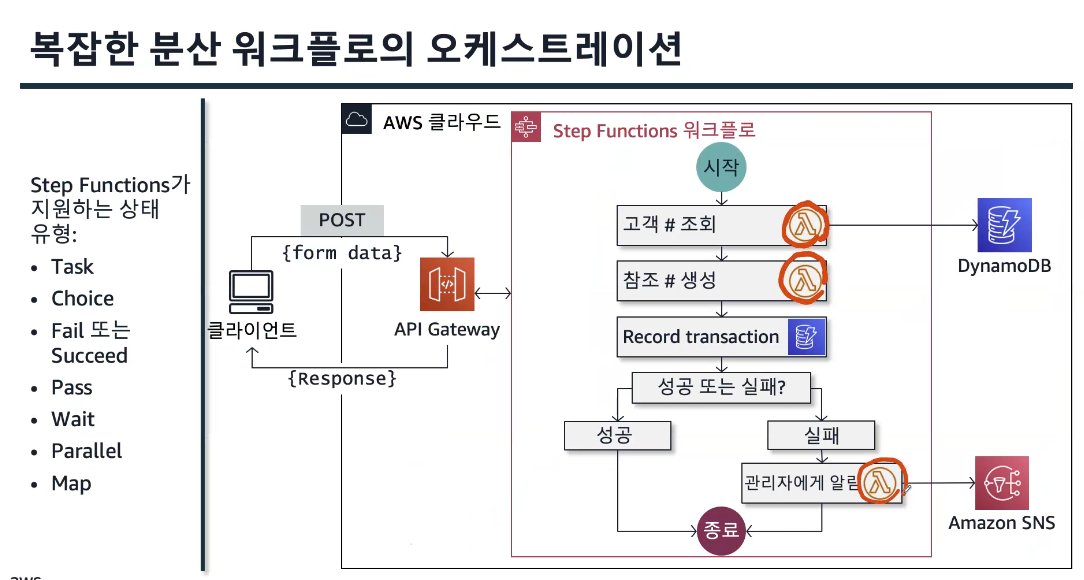 복잡한 분산 워크플로의 오케스트레이션
Step Functions가
지원하는 상태
유형:
• Task
• Choice
• Fail 또는
Succeed
• Pass
• Wait
• Parallel
• Map
AWS 클라우드
Step Functions 워크플로
시작
POST
{form data}
클라이언트
API Gateway
{Response}
고객 # 조회
DynamoDB
참조 # 생성
Record transaction
성공 또는 실패?
성공
실패
관리자에게 알림
Amazon SNS
종료
aws